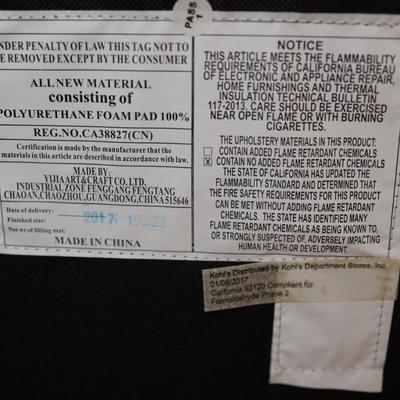 PASS
1
UNDER PENALTY OF LAW THIS TAG NOT TO
BE REMOVED EXCEPT BY THE CONSUMER
ALL NEW MATERIAL
consisting of
POLYURETHANE FOAM PAD 100%
REG.NO.CA38827(CN)
Certification is made by the manufacturer that the
materials in this article are described in accordance with law.
MADE BY:
YIJIA ART&CRAFT CO.LTD.
INDUSTRIAL ZONE FENGGANG FENGTANG
CHAOAN,CHAOZHOU,GUANGDONG,CHINA 515646
Date of delivery:
Finished size:
2017
Net wt of filling mat:
MADE IN CHINA
NOTICE
THIS ARTICLE MEETS THE FLAMMABILITY
REQUIREMENTS OF CALIFORNIA BUREAU
OF ELECTRONIC AND APPLIANCE REPAIR,
HOME FURNISHINGS AND THERMAL
INSULATION TECHNICAL BULLETIN
117-2013. CARE SHOULD BE EXERCISED
NEAR OPEN FLAME OR WITH BURNING
CIGARETTES.
THE UPHOLSTERY MATERIALS IN THIS PRODUCT:
CONTAIN ADDED FLAME RETARDANT CHEMICALS
CONTAIN NO ADDED FLAME RETARDANT CHEMICALS
THE STATE OF CALIFORNIA HAS UPDATED THE
FLAMMABILITY STANDARD AND DETERMINED THAT
THE FIRE SAFETY REQUIREMENTS FOR THIS PRODUCT
CAN BE MET WITHOUT ADDING FLAME RETARDANT
CHEMICALS. THE STATE HAS IDENTIFIED MANY
FLAME RETARDANT CHEMICALS AS BEING KNOWN TO,
OR STRONGLY SUSPECTED OF, ADVERSELY IMPACTING
HUMAN HEALTH OR DEVELOPMENT.
Kohl's Distributed by Kohl's Department Stores, Inc.
01/08/2017
California 93120 Compliant for
Formaldehyde Phase 2